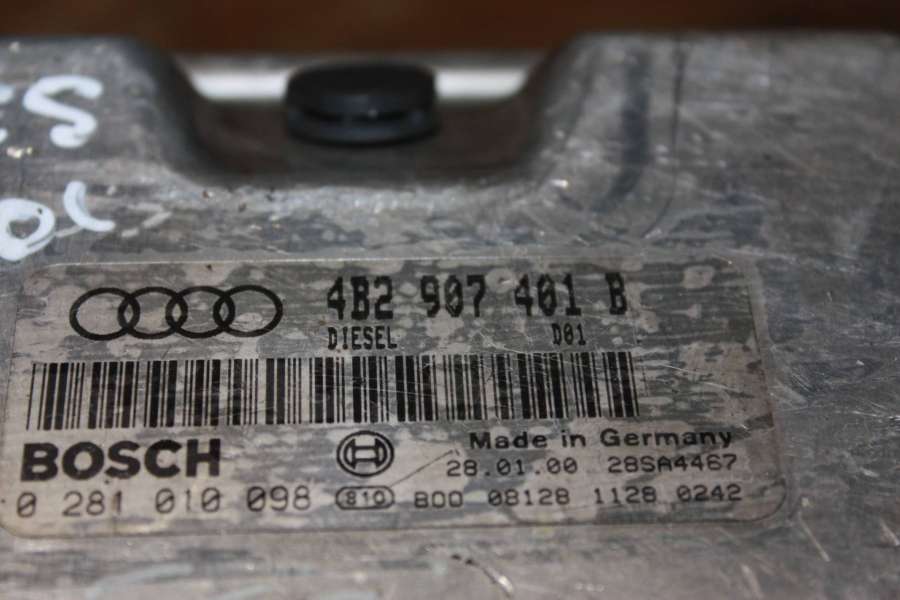 4B2 907 401 B
DIESEL D01
BOSCH
Made in Germany
28.01.00 28SA4467
0 281 010 098 810 800 08128 1128 0242